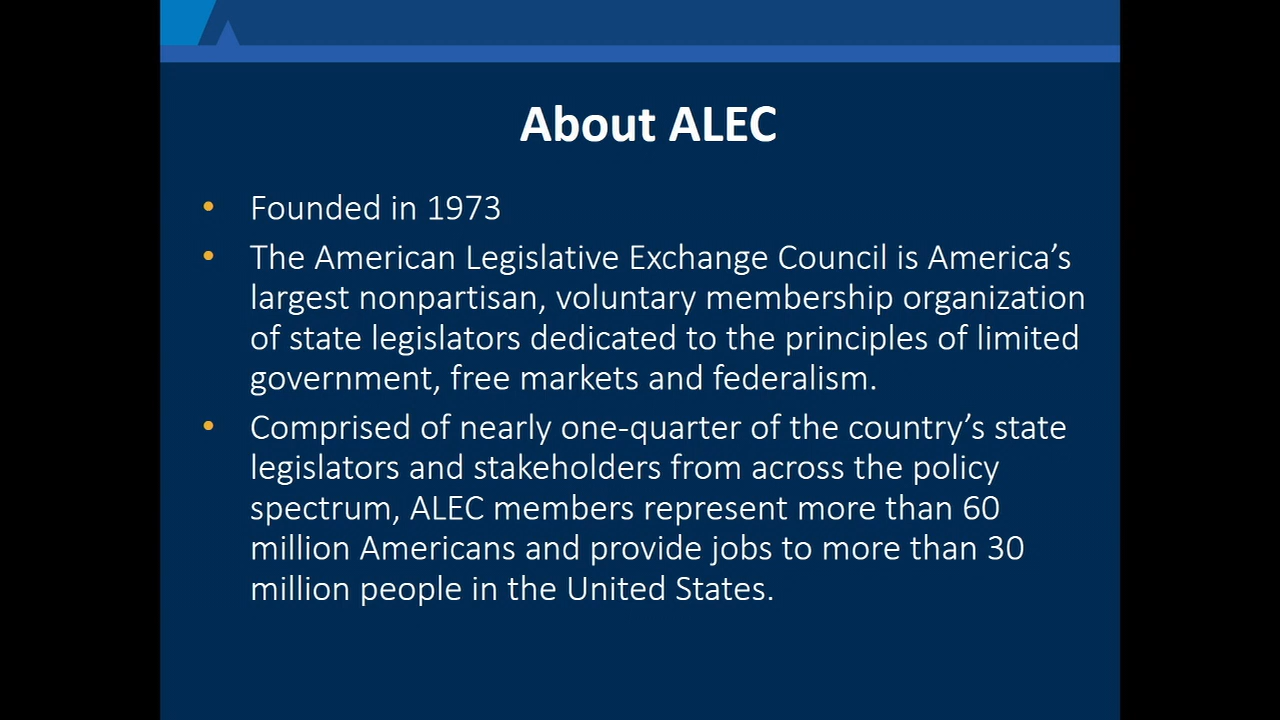 About ALEC
• Founded in 1973
• The American Legislative Exchange Council is America’s
largest nonpartisan, voluntary membership organization
of state legislators dedicated to the principles of limited
government, free markets and federalism.
• Comprised of nearly one-quarter of the country’s state
legislators and stakeholders from across the policy
spectrum, ALEC members represent more than 60
million Americans and provide jobs to more than 30
million people in the United States.